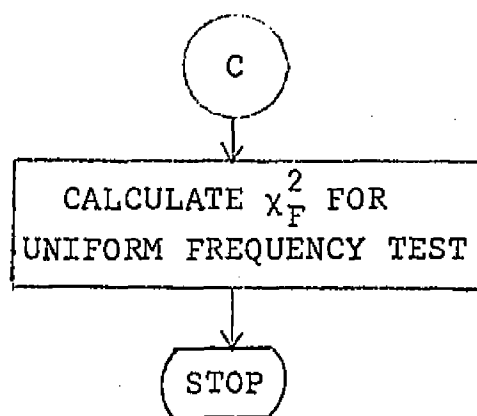 C
CALCULATE χ²_F FOR
UNIFORM FREQUENCY TEST
STOP